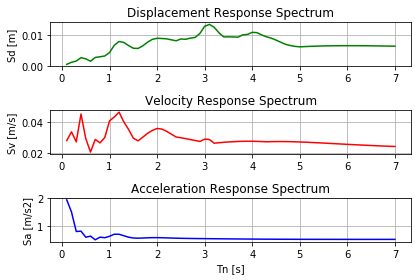 Displacement Response Spectrum
Sd [m]
0.01
0.00
0 1 2 3 4 5 6 7
Velocity Response Spectrum
Sv [m/s]
0.04
0.02
0 1 2 3 4 5 6 7
Acceleration Response Spectrum
Sa [m/s2]
2
1
0 1 2 3 4 5 6 7
Tn [s]